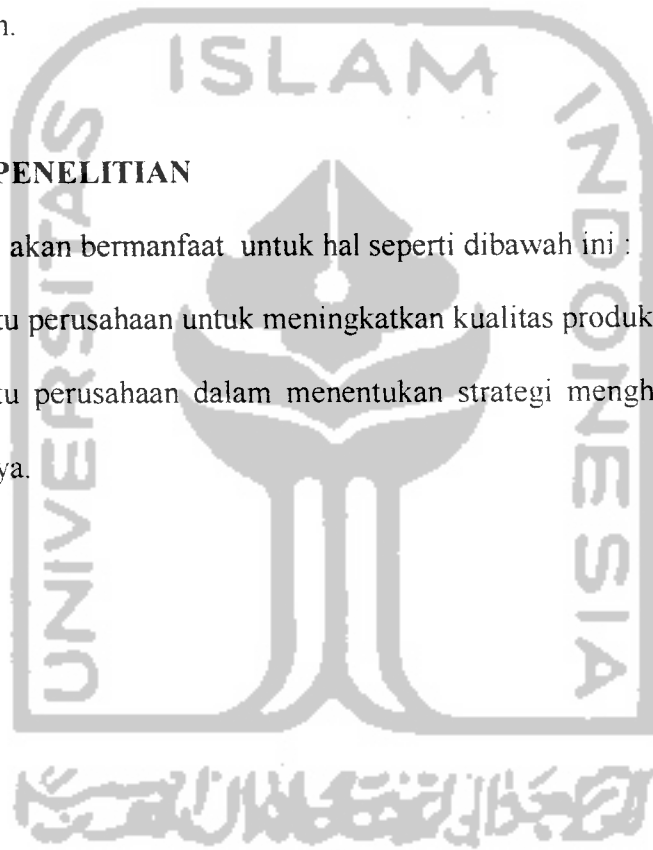 n.
ISLAM
UNIVERSITAS
INDONESIA
PENELITIAN
akan bermanfaat untuk hal seperti dibawah ini :
tu perusahaan untuk meningkatkan kualitas produk
tu perusahaan dalam menentukan strategi mengh
ya.